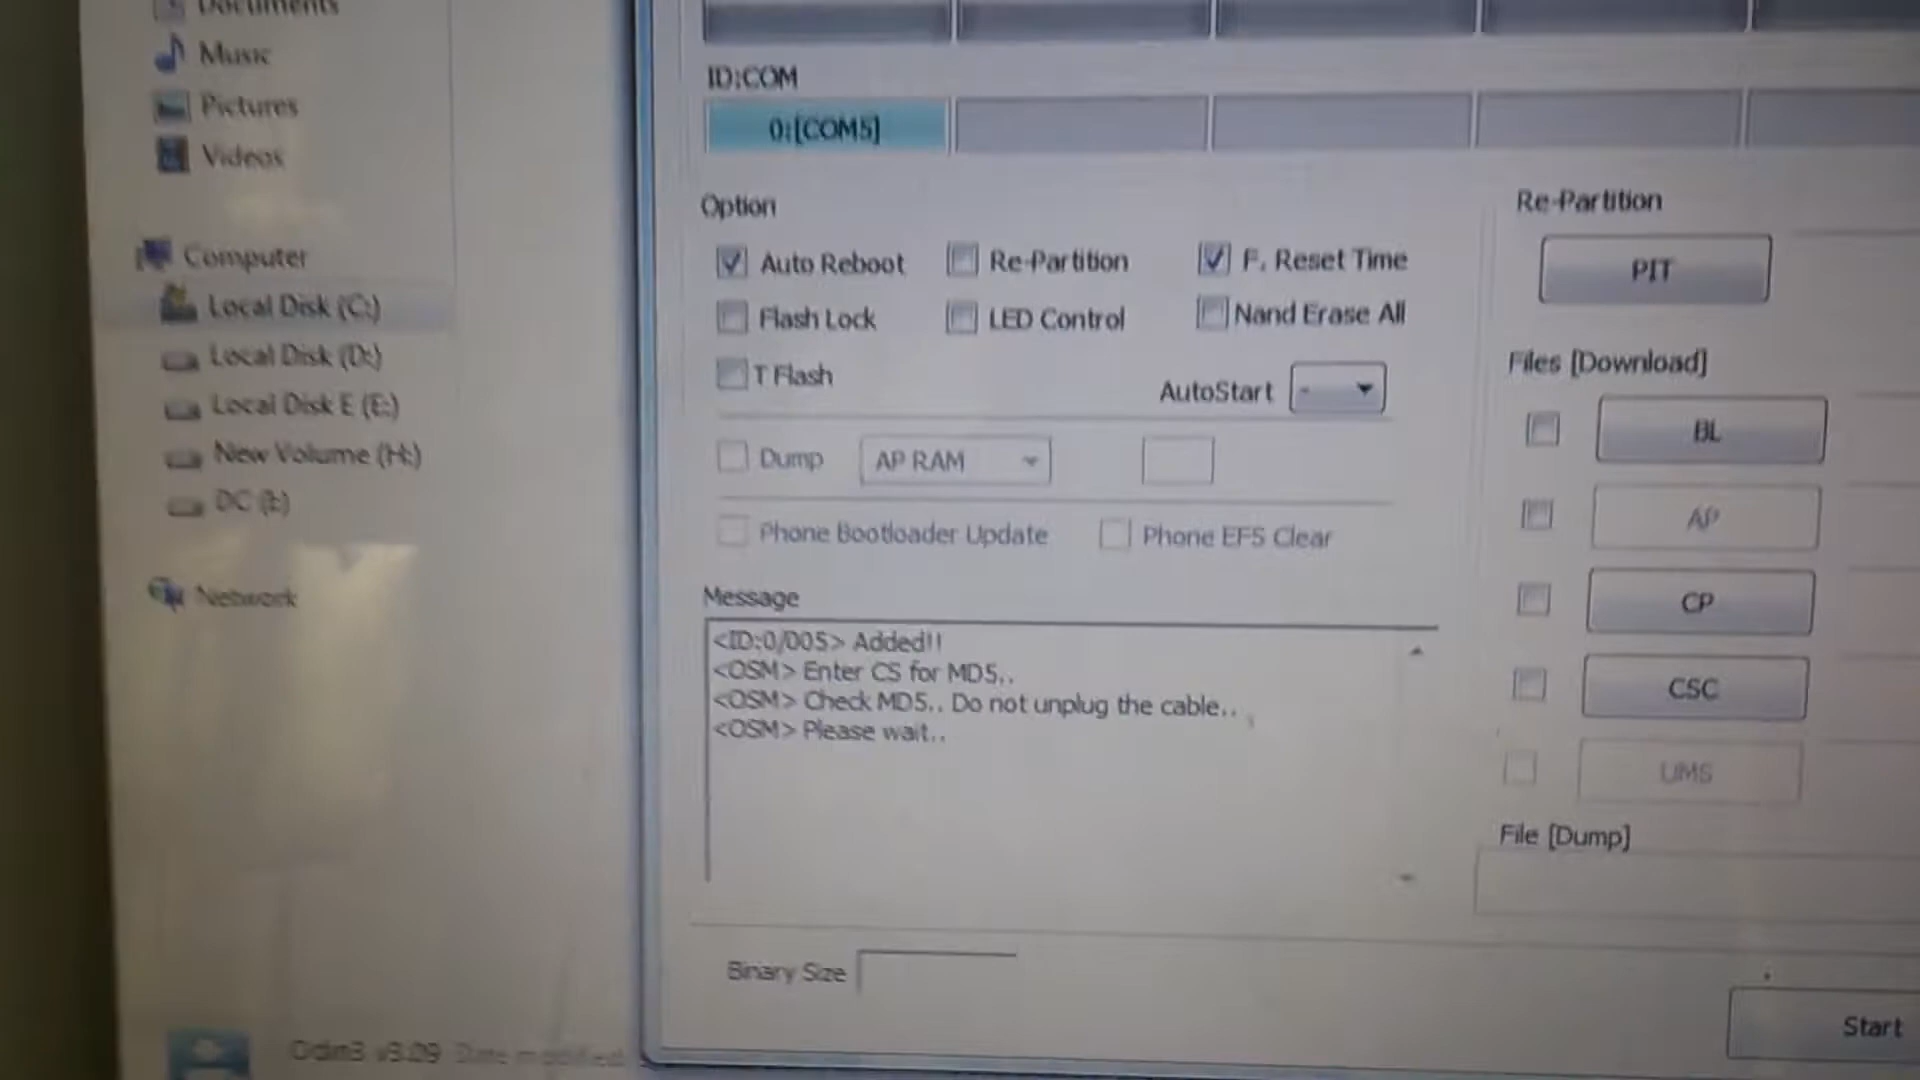 Documents
Music
Pictures
Videos
Computer
Local Disk (C:)
Local Disk (D:)
Local Disk E (E:)
New Volume (H:)
DC (I:)
Network
Odin3 v3.09 Date modified
ID:COM
0:[COM5]
Option
Auto Reboot Re-Partition F. Reset Time
Flash Lock LED Control Nand Erase All
T Flash AutoStart -
Dump AP RAM
Phone Bootloader Update Phone EFS Clear
Message
<ID:0/005> Added!!
<OSM> Enter CS for MD5..
<OSM> Check MD5.. Do not unplug the cable..
<OSM> Please wait..
Binary Size
Re-Partition
PIT
Files [Download]
BL
AP
CP
CSC
UMS
File [Dump]
Start